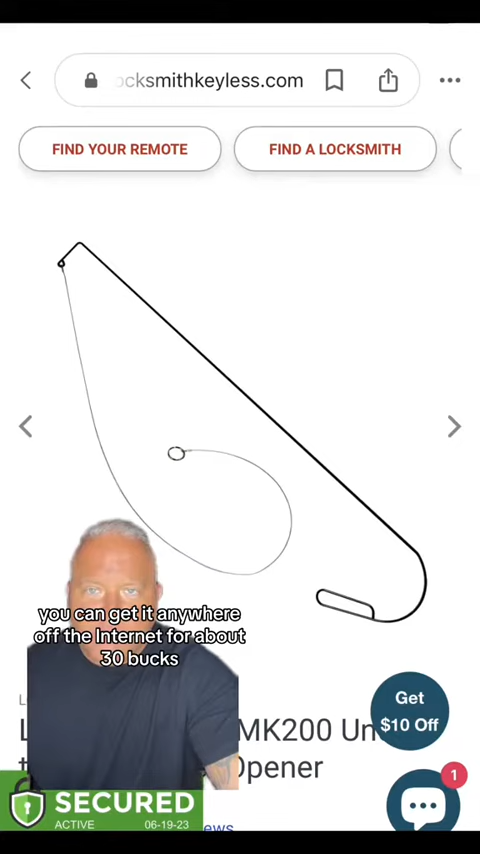 ocksmithkeyless.com
FIND YOUR REMOTE
FIND A LOCKSMITH
you can get it anywhere
off the Internet for about
30 bucks
Get
$10 Off
MK200 Un
Opener
1
SECURED
ACTIVE 06-19-23
ews